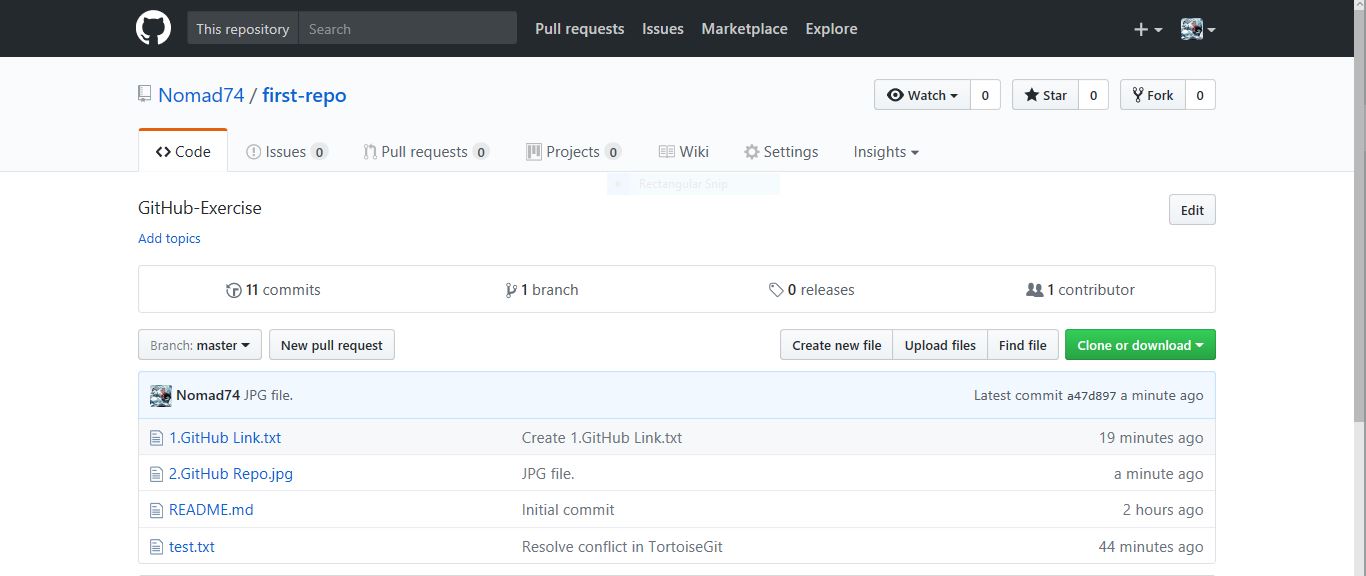 This repository Search Pull requests Issues Marketplace Explore
Nomad74 / first-repo Watch 0 Star 0 Fork 0
Code Issues 0 Pull requests 0 Projects 0 Wiki Settings Insights
Rectangular Snip
GitHub-Exercise Edit
Add topics
11 commits 1 branch 0 releases 1 contributor
Branch: master New pull request Create new file Upload files Find file Clone or download
Nomad74 JPG file. Latest commit a47d897 a minute ago
1.GitHub Link.txt Create 1.GitHub Link.txt 19 minutes ago
2.GitHub Repo.jpg JPG file. a minute ago
README.md Initial commit 2 hours ago
test.txt Resolve conflict in TortoiseGit 44 minutes ago